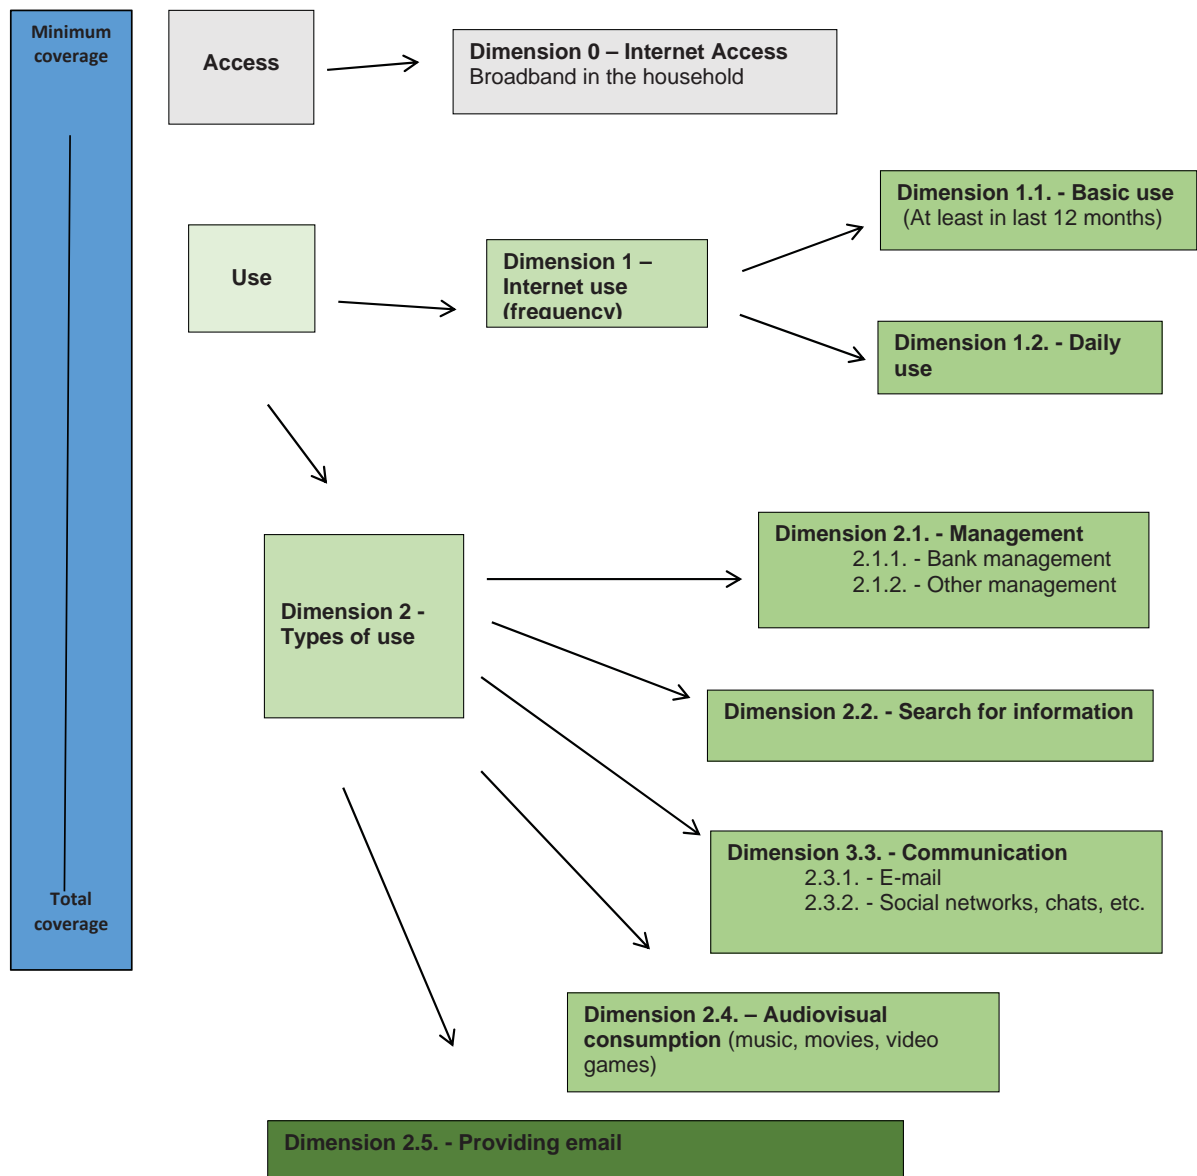 Minimum
coverage
Access
Dimension 0 – Internet Access
Broadband in the household
Dimension 1.1. - Basic use
(At least in last 12 months)
Use
Dimension 1 –
Internet use
(frequency)
Dimension 1.2. - Daily
use
Dimension 2.1. - Management
2.1.1. - Bank management
2.1.2. - Other management
Dimension 2 -
Types of use
Dimension 2.2. - Search for information
Dimension 3.3. - Communication
2.3.1. - E-mail
2.3.2. - Social networks, chats, etc.
Total
coverage
Dimension 2.4. – Audiovisual
consumption (music, movies, video
games)
Dimension 2.5. - Providing email